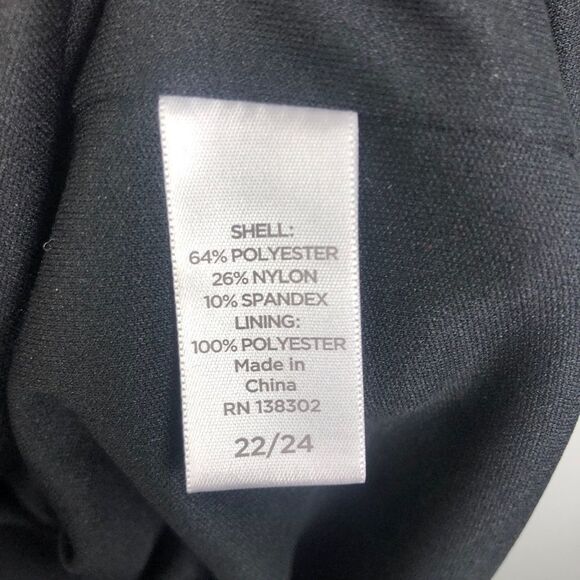 SHELL:
64% POLYESTER
26% NYLON
10% SPANDEX
LINING:
100% POLYESTER
Made in
China
RN 138302
22/24